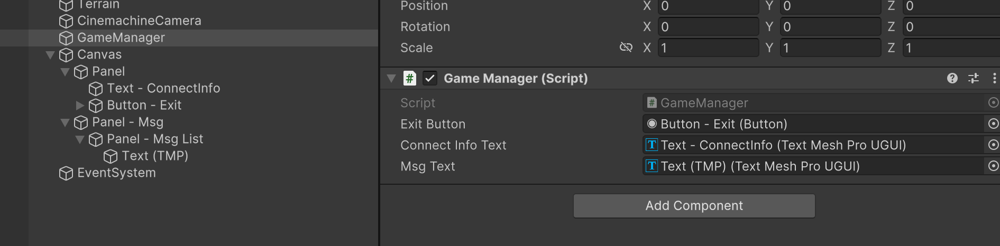 Terrain
CinemachineCamera
GameManager
Canvas
Panel
Text - ConnectInfo
Button - Exit
Panel - Msg
Panel - Msg List
Text (TMP)
EventSystem
Position X 0 Y 0 Z 0
Rotation X 0 Y 0 Z 0
Scale X 1 Y 1 Z 1
# Game Manager (Script)
Script # GameManager
Exit Button Button - Exit (Button)
Connect Info Text T Text - ConnectInfo (Text Mesh Pro UGUI)
Msg Text T Text (TMP) (Text Mesh Pro UGUI)
Add Component